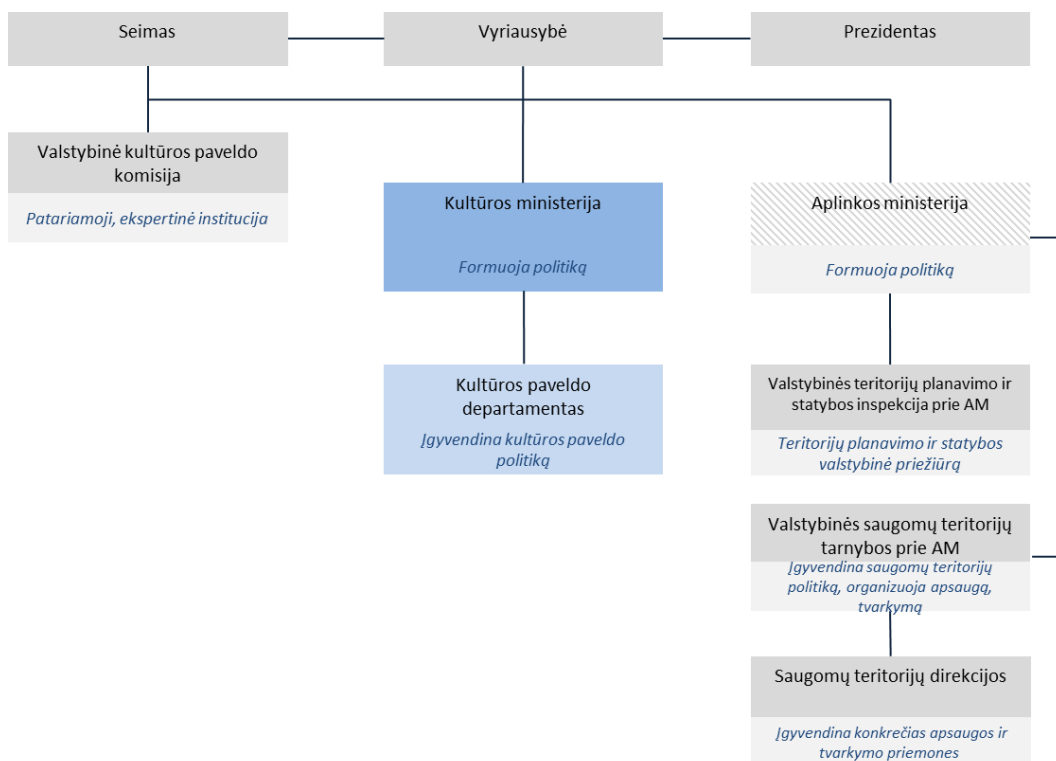 Seimas
Vyriausybė
Prezidentas
Valstybinė kultūros paveldo
komisija
Patariamoji, ekspertinė institucija
Kultūros ministerija
Formuoja politiką
Aplinkos ministerija
Formuoja politiką
Kultūros paveldo
departamentas
Įgyvendina kultūros paveldo
politiką
Valstybinės teritorijų planavimo ir
statybos inspekcija prie AM
Teritorijų planavimo ir statybos
valstybinė priežiūrą
Valstybinės saugomų teritorijų
tarnybos prie AM
Įgyvendina saugomų teritorijų
politiką, organizuoja apsaugą,
tvarkymą
Saugomų teritorijų direkcijos
Įgyvendina konkrečias apsaugos ir
tvarkymo priemones